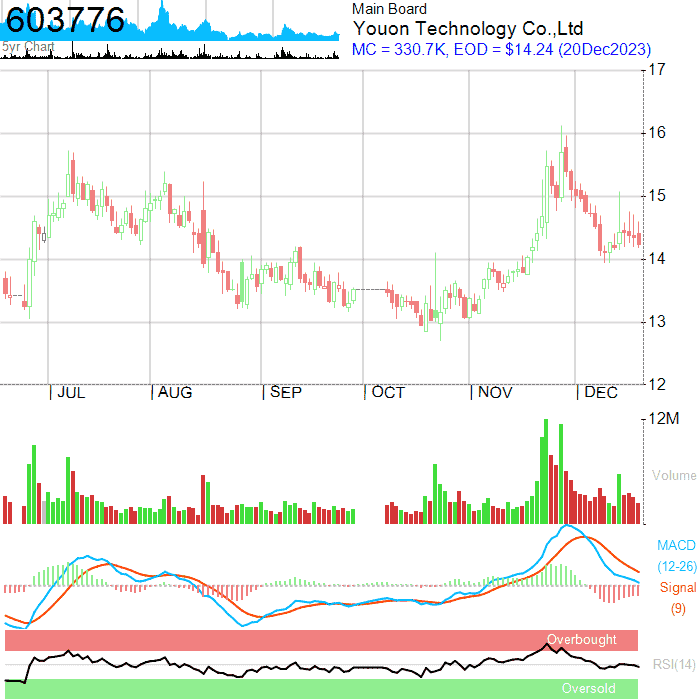 603776
Main Board
Youon Technology Co.,Ltd
MC = 330.7K, EOD = $14.24 (20Dec2023)
5yr Chart
17
16
15
14
13
12
JUL AUG SEP OCT NOV DEC
12M
Volume
MACD
(12-26)
Signal
(9)
Overbought
RSI(14)
Oversold